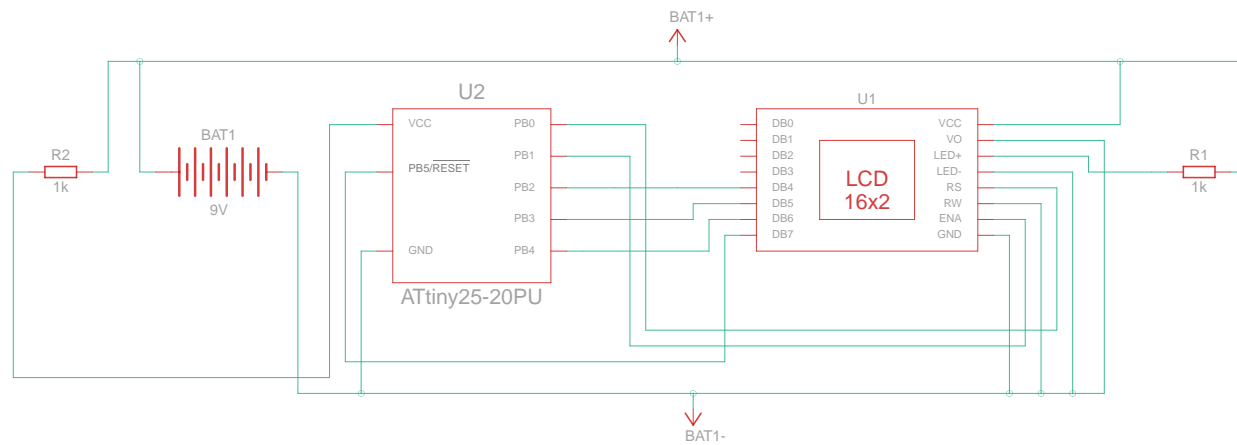 BAT1+
U2
U1
BAT1
R2
1k
9V
VCC
PB5/RESET
GND
PB0
PB1
PB2
PB3
PB4
ATtiny25-20PU
DB0
DB1
DB2
DB3
DB4
DB5
DB6
DB7
LCD
16x2
VCC
VO
LED+
LED-
RS
RW
ENA
GND
R1
1k
BAT1-